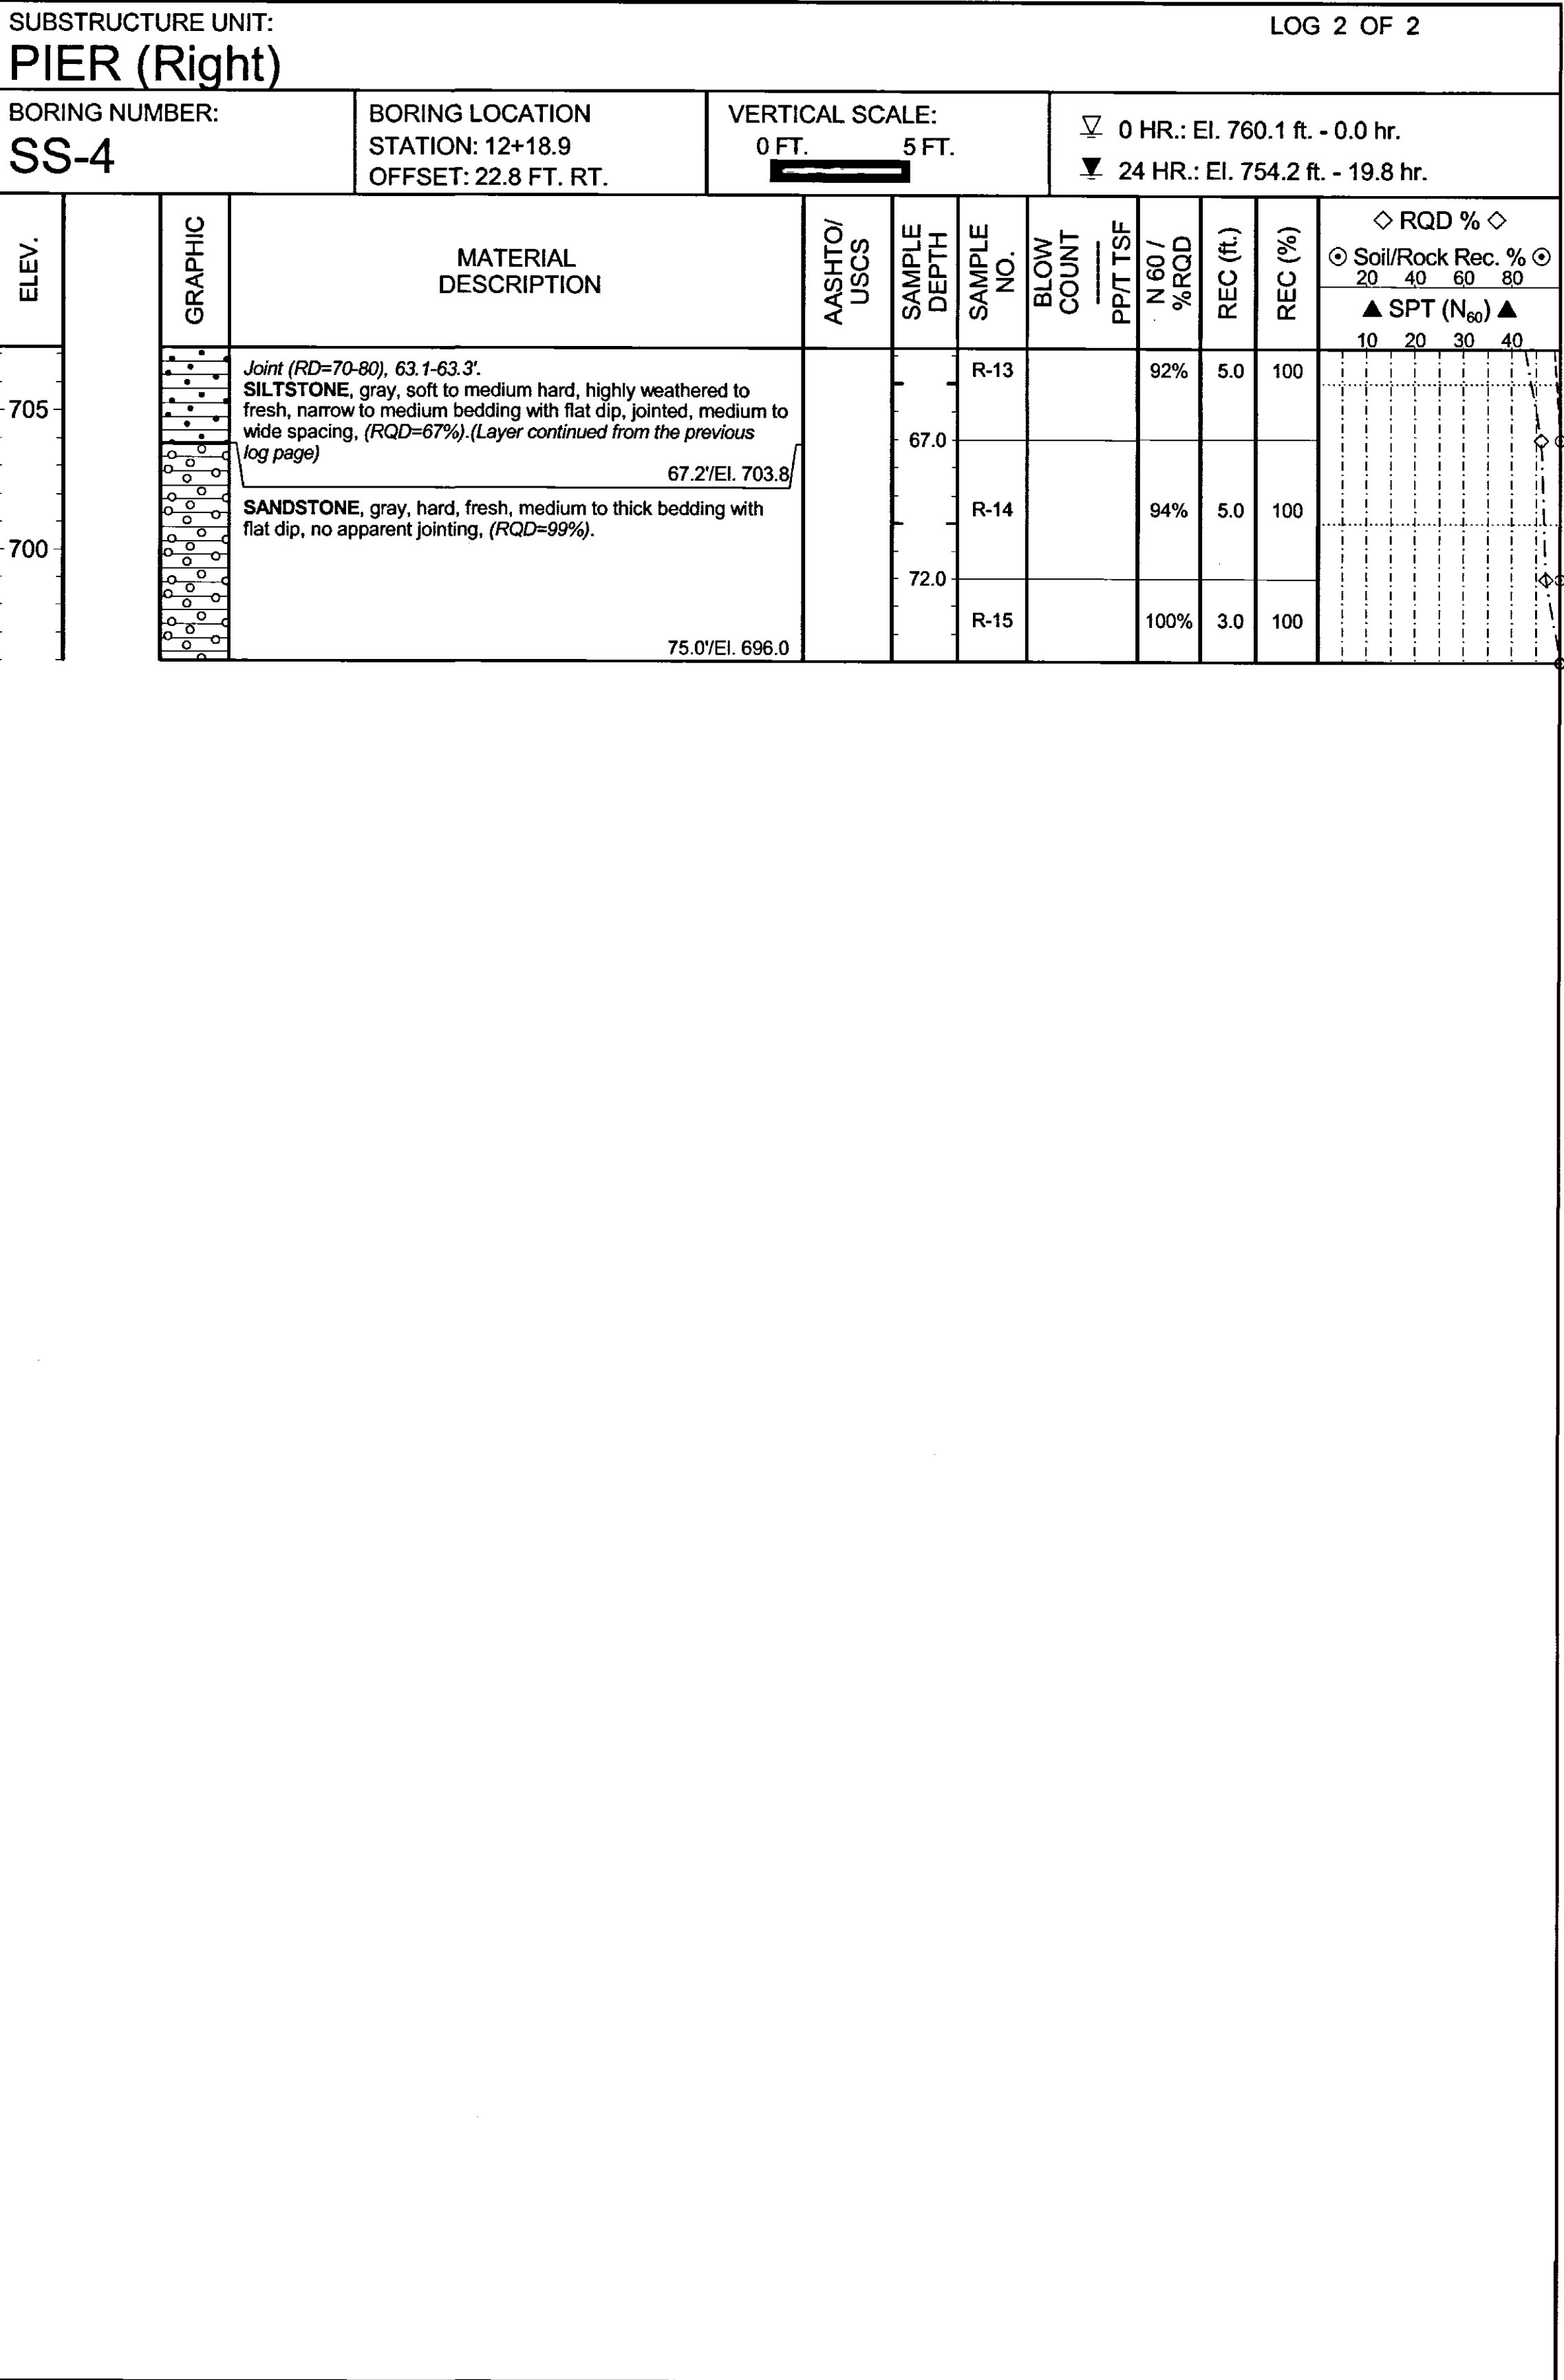 SUBSTRUCTURE UNIT:
PIER (Right)
LOG 2 OF 2
BORING NUMBER:
SS-4
BORING LOCATION
STATION: 12+18.9
OFFSET: 22.8 FT. RT.
VERTICAL SCALE:
0 FT. 5 FT.
0 HR.: El. 760.1 ft. - 0.0 hr.
24 HR.: El. 754.2 ft. - 19.8 hr.
ELEV.
GRAPHIC
MATERIAL
DESCRIPTION
AASHTO/
USCS
SAMPLE
DEPTH
SAMPLE
NO.
BLOW
COUNT
PP/T TSF
N 60 /
%RQD
REC (ft.)
REC (%)
◇ RQD % ◇
⊙ Soil/Rock Rec. % ⊙
20 40 60 80
▲ SPT (N60) ▲
10 20 30 40
Joint (RD=70-80), 63.1-63.3'.
SILTSTONE, gray, soft to medium hard, highly weathered to
fresh, narrow to medium bedding with flat dip, jointed, medium to
wide spacing, (RQD=67%).(Layer continued from the previous
log page)
67.2'/El. 703.8
SANDSTONE, gray, hard, fresh, medium to thick bedding with
flat dip, no apparent jointing, (RQD=99%).
75.0'/El. 696.0
705
700
67.0
72.0
R-13 92% 5.0 100
R-14 94% 5.0 100
R-15 100% 3.0 100